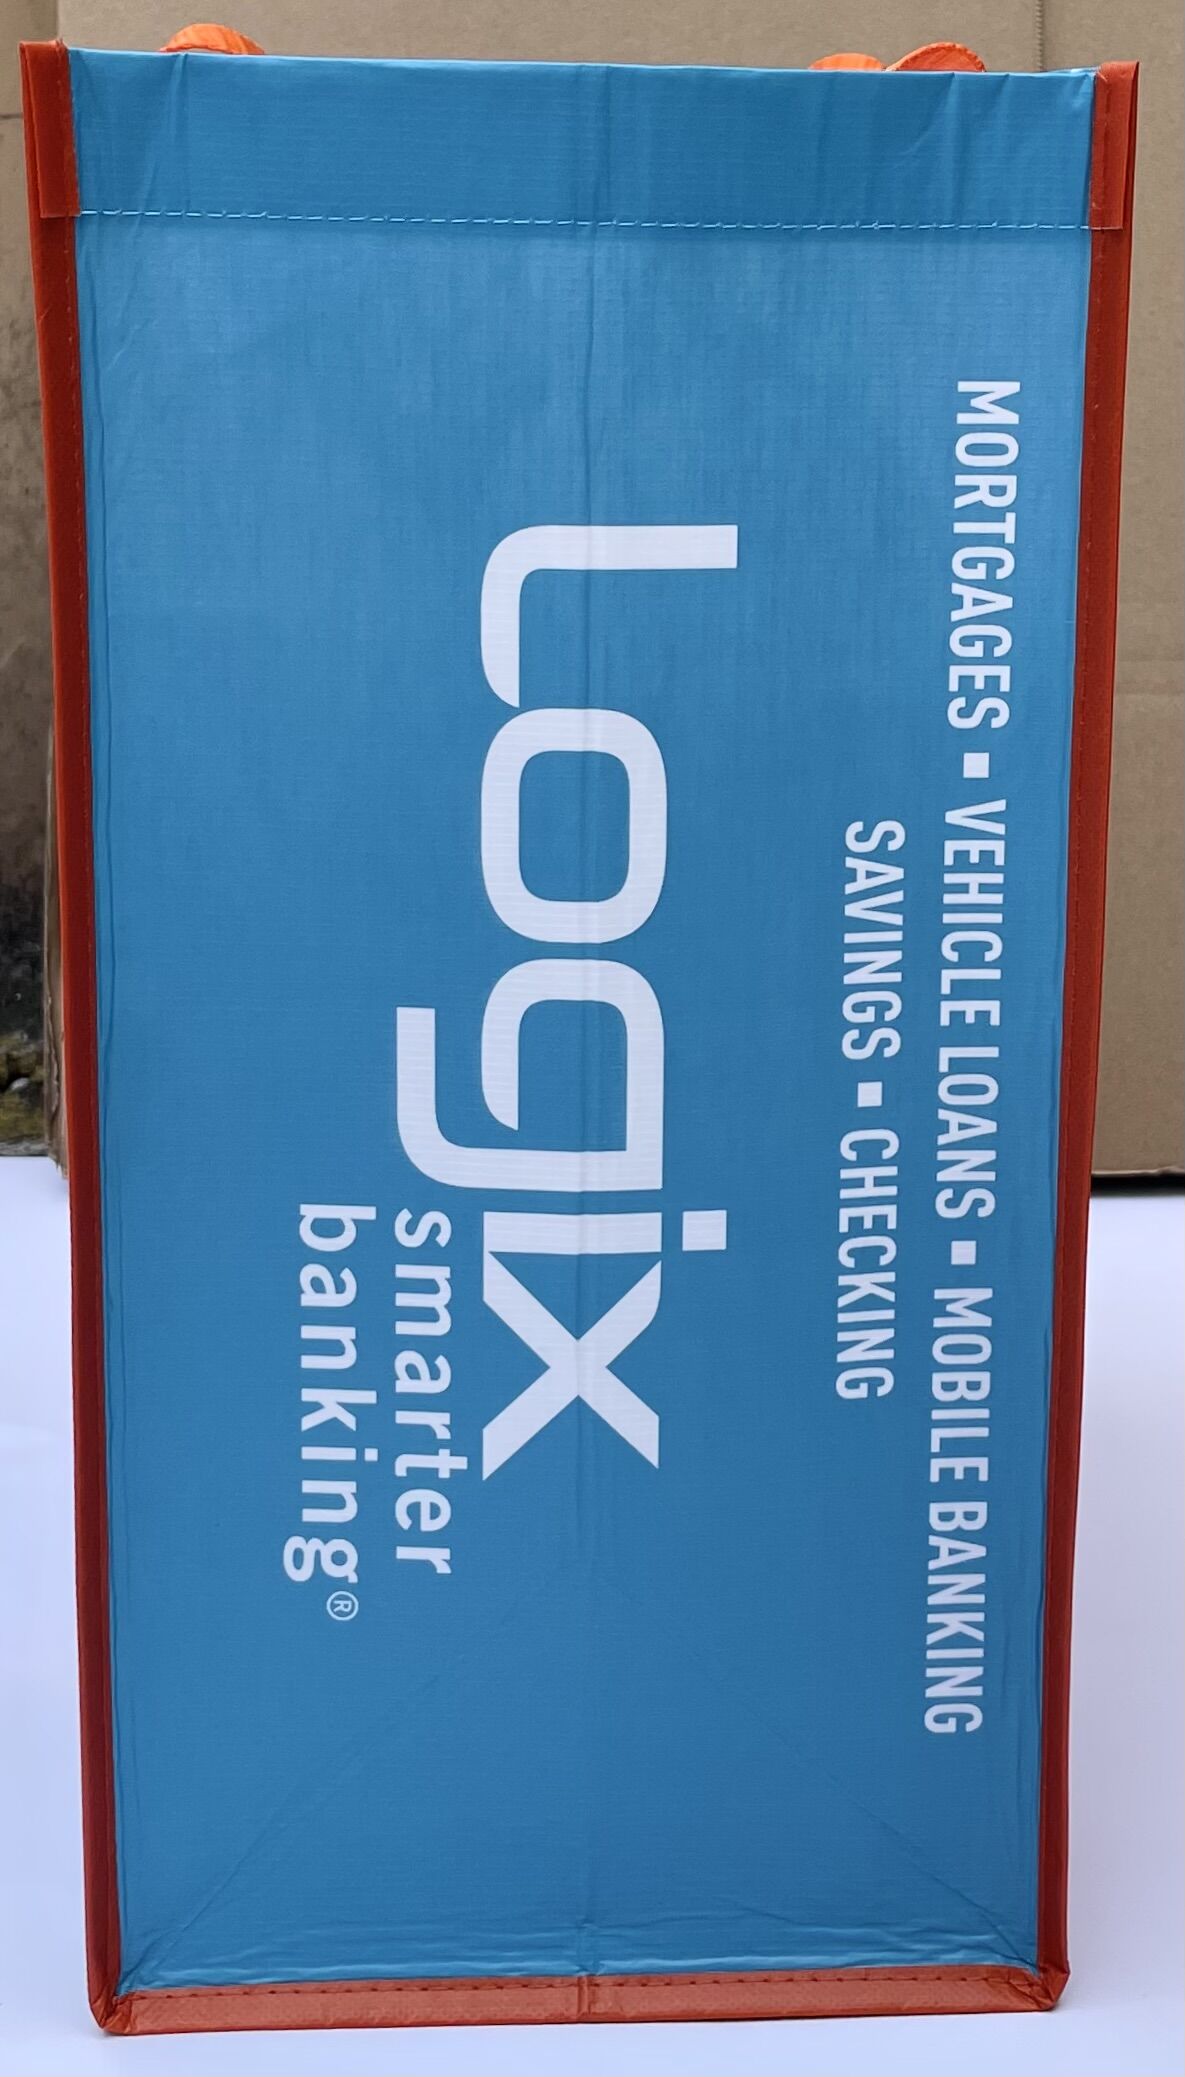 MORTGAGES ▪ VEHICLE LOANS ▪ MOBILE BANKING
SAVINGS ▪ CHECKING
Logix
smarter
banking®